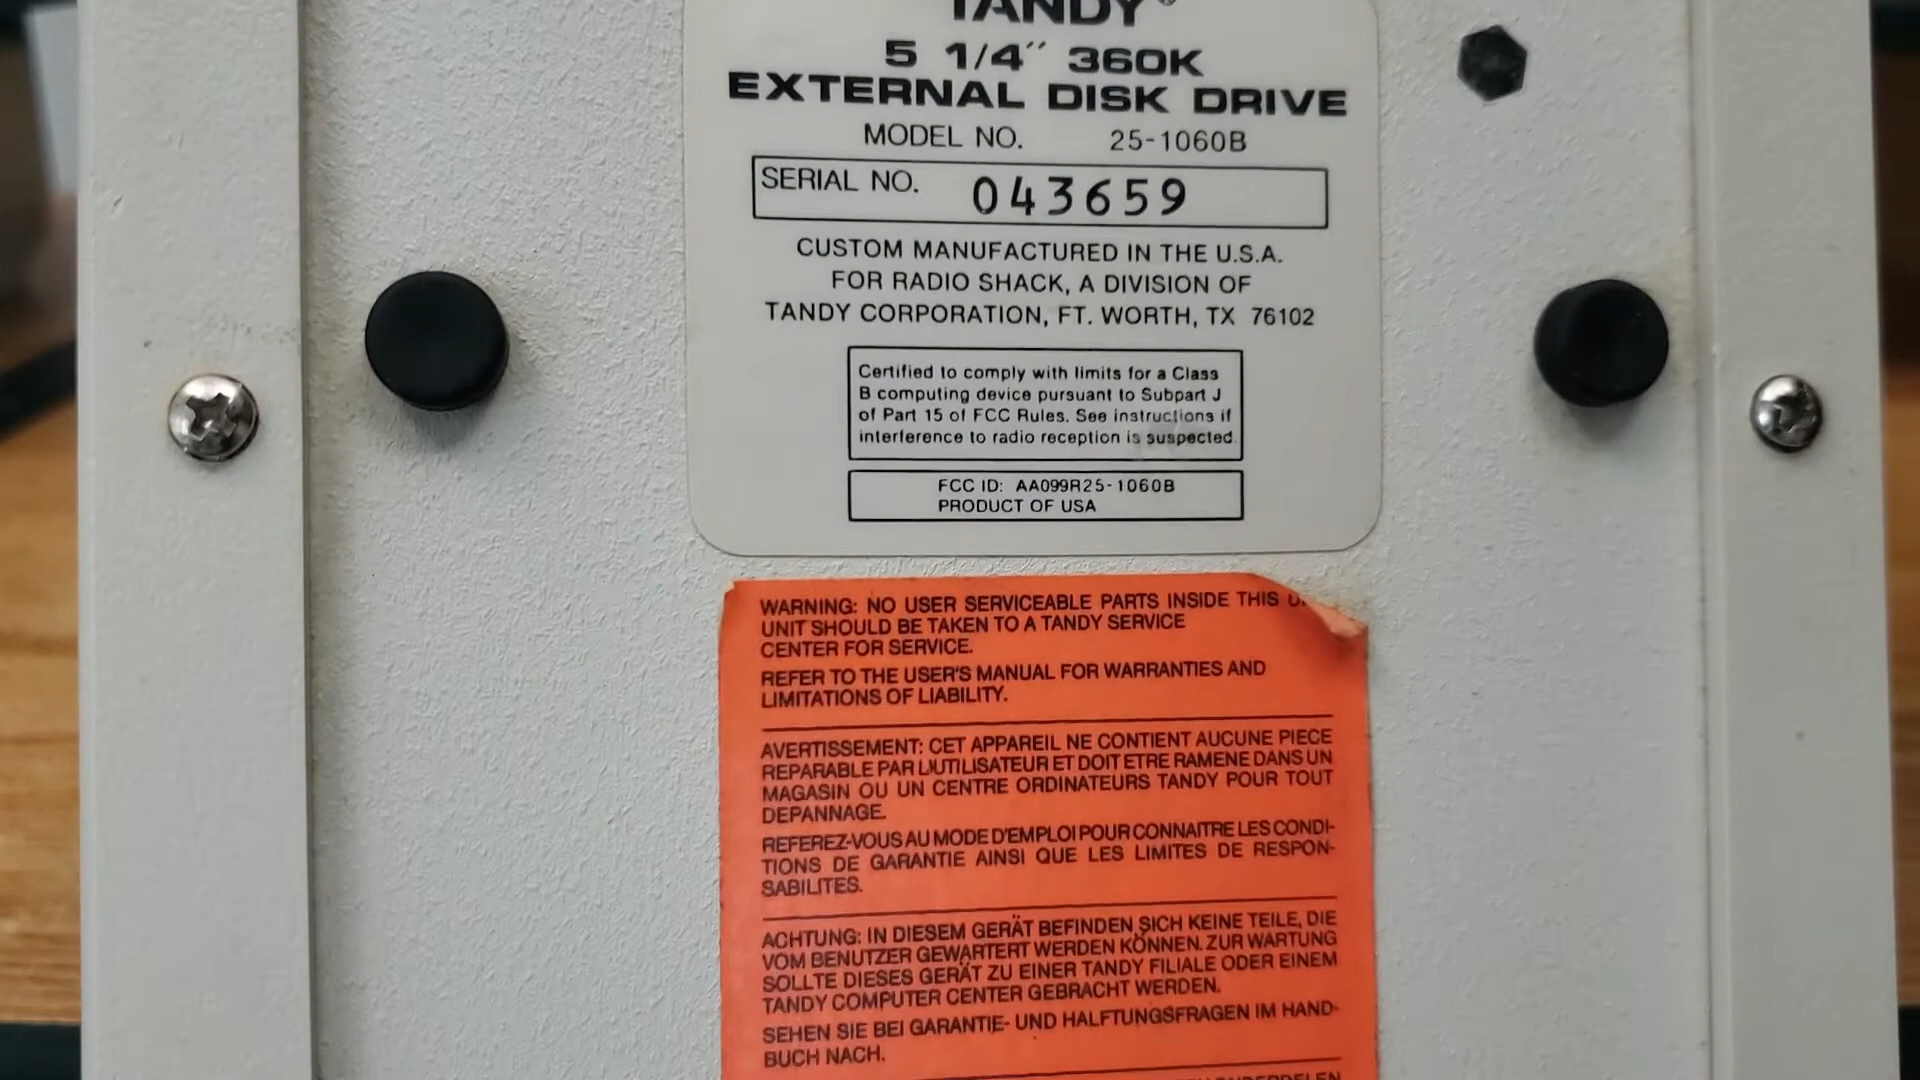 TANDY®
5 1/4″ 360K
EXTERNAL DISK DRIVE
MODEL NO. 25-1060B
SERIAL NO. 043659
CUSTOM MANUFACTURED IN THE U.S.A.
FOR RADIO SHACK, A DIVISION OF
TANDY CORPORATION, FT. WORTH, TX 76102
Certified to comply with limits for a Class
B computing device pursuant to Subpart J
of Part 15 of FCC Rules. See instructions if
interference to radio reception is suspected.
FCC ID: AA099R25-1060B
PRODUCT OF USA
WARNING: NO USER SERVICEABLE PARTS INSIDE THIS
UNIT SHOULD BE TAKEN TO A TANDY SERVICE
CENTER FOR SERVICE.
REFER TO THE USER'S MANUAL FOR WARRANTIES AND
LIMITATIONS OF LIABILITY.
AVERTISSEMENT: CET APPAREIL NE CONTIENT AUCUNE PIECE
REPARABLE PAR L'UTILISATEUR ET DOIT ETRE RAMENE DANS UN
MAGASIN OU UN CENTRE ORDINATEURS TANDY POUR TOUT
DEPANNAGE.
REFEREZ-VOUS AU MODE D'EMPLOI POUR CONNAITRE LES CONDI-
TIONS DE GARANTIE AINSI QUE LES LIMITES DE RESPON-
SABILITES.
ACHTUNG: IN DIESEM GERÄT BEFINDEN SICH KEINE TEILE, DIE
VOM BENUTZER GEWARTERT WERDEN KÖNNEN. ZUR WARTUNG
SOLLTE DIESES GERÄT ZU EINER TANDY FILIALE ODER EINEM
TANDY COMPUTER CENTER GEBRACHT WERDEN.
SEHEN SIE BEI GARANTIE- UND HALFTUNGSFRAGEN IM HAND-
BUCH NACH.